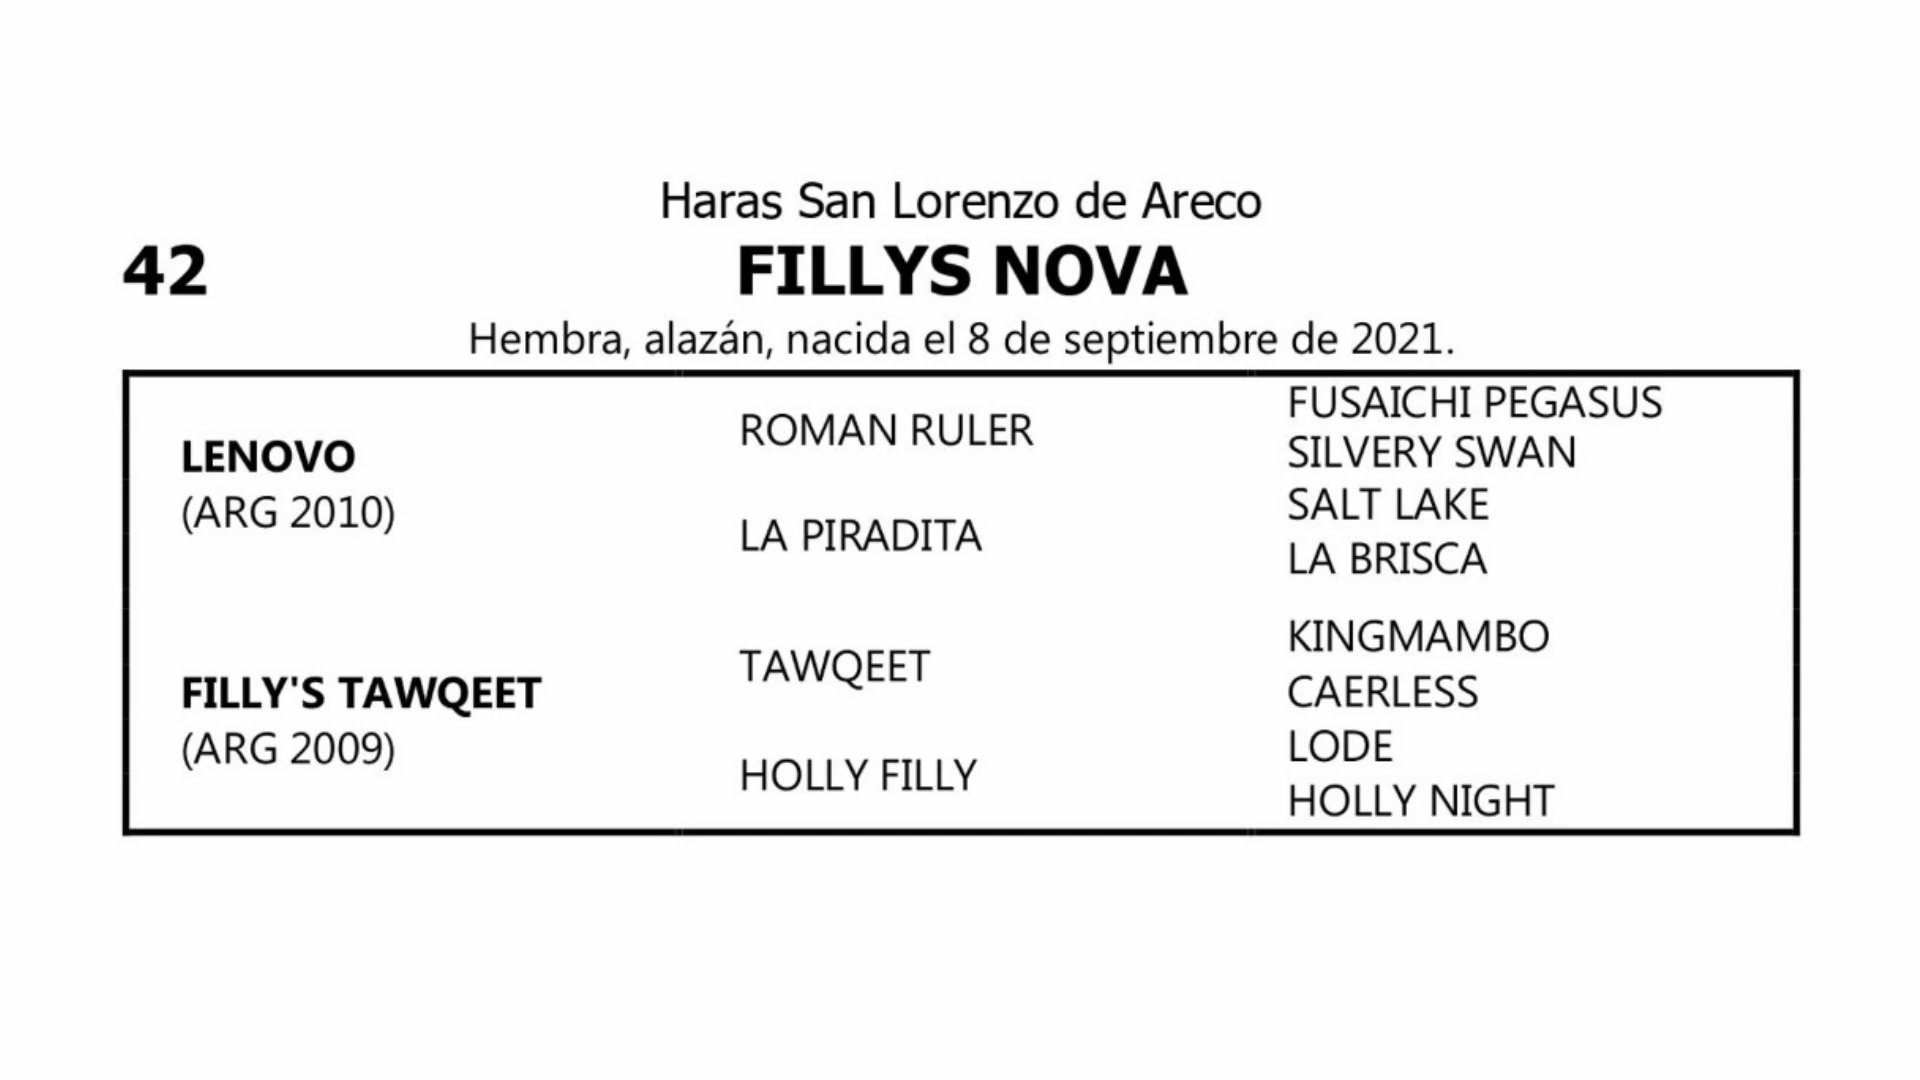 Haras San Lorenzo de Areco
42 FILLYS NOVA
Hembra, alazán, nacida el 8 de septiembre de 2021.
LENOVO
(ARG 2010)
ROMAN RULER
LA PIRADITA
FUSAICHI PEGASUS
SILVERY SWAN
SALT LAKE
LA BRISCA
FILLY'S TAWQEET
(ARG 2009)
TAWQEET
HOLLY FILLY
KINGMAMBO
CAERLESS
LODE
HOLLY NIGHT